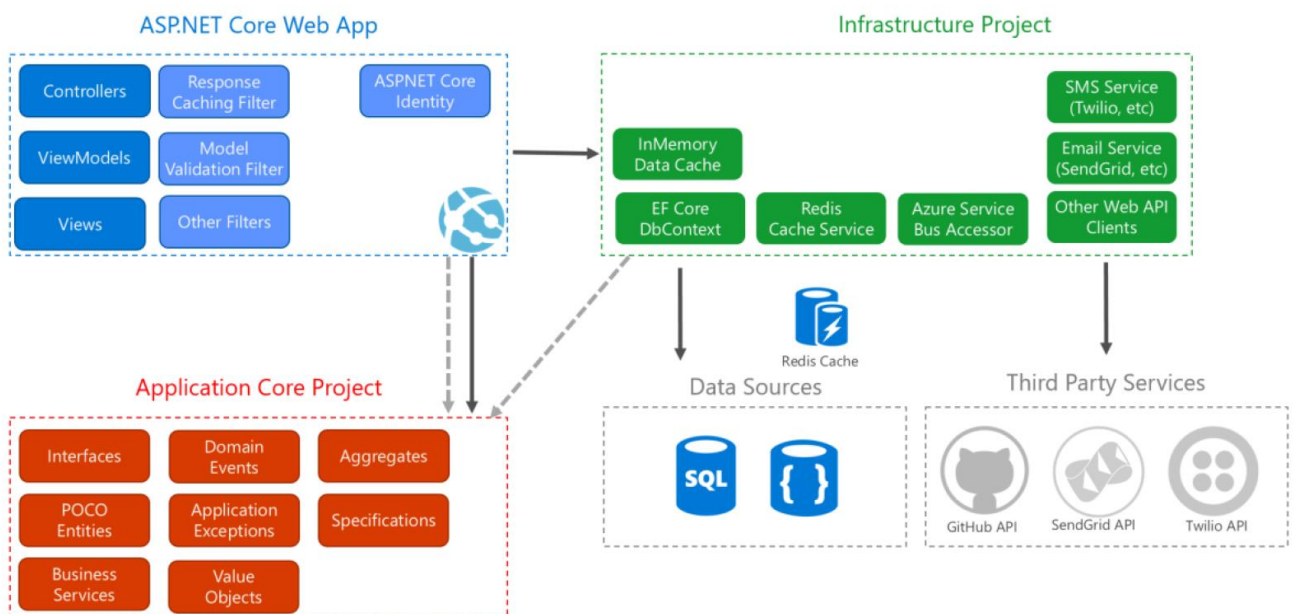 ASP.NET Core Web App
Controllers
Response
Caching Filter
ASP.NET Core
Identity
ViewModels
Model
Validation Filter
Views
Other Filters
Infrastructure Project
SMS Service
(Twilio, etc)
InMemory
Data Cache
Email Service
(SendGrid, etc)
EF Core
DbContext
Redis
Cache Service
Azure Service
Bus Accessor
Other Web API
Clients
Redis Cache
Application Core Project
Interfaces
Domain
Events
Aggregates
POCO
Entities
Application
Exceptions
Specifications
Business
Services
Value
Objects
Data Sources
SQL
{ }
Third Party Services
GitHub API
SendGrid API
Twilio API